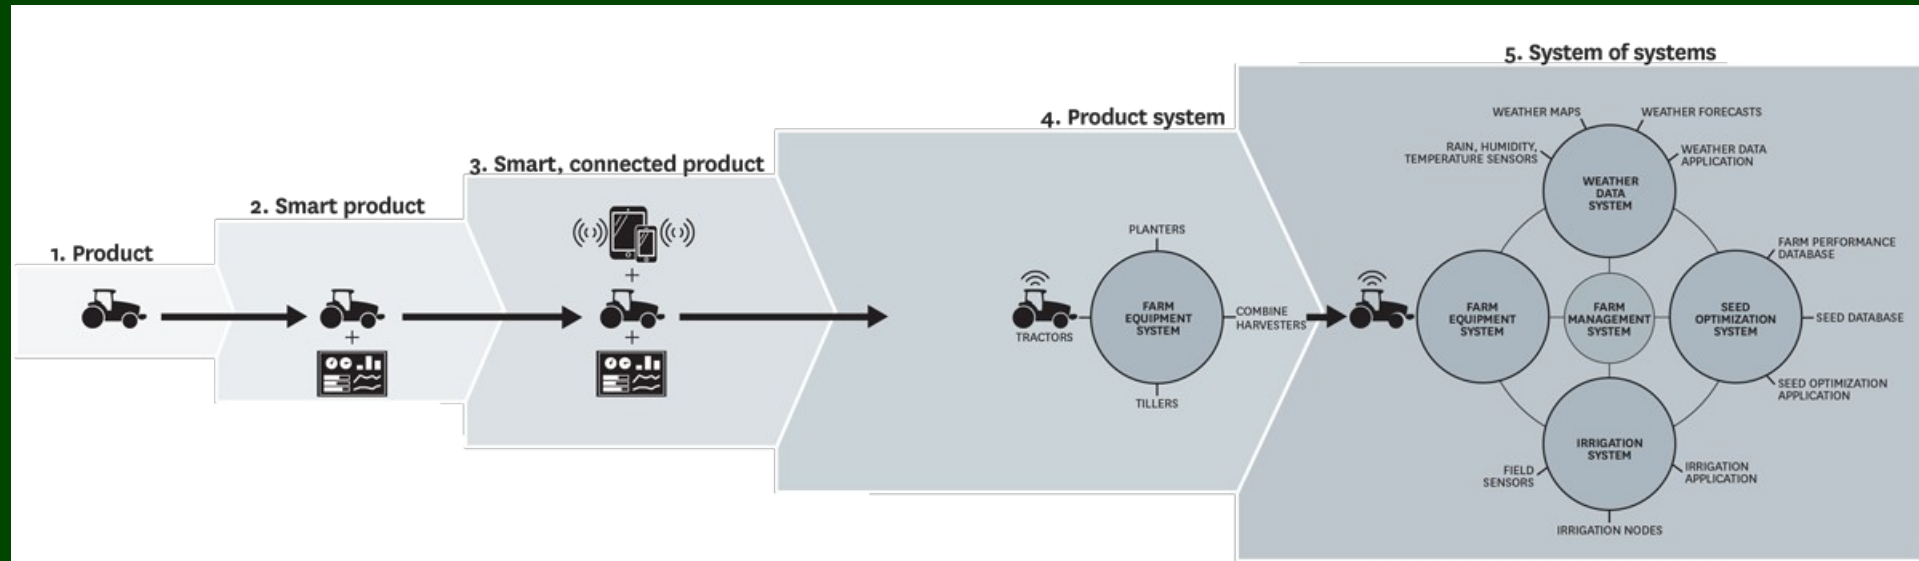 1. Product
2. Smart product
3. Smart, connected product
4. Product system
PLANTERS
TRACTORS
FARM
EQUIPMENT
SYSTEM
COMBINE
HARVESTERS
TILLERS
5. System of systems
WEATHER MAPS
WEATHER FORECASTS
RAIN, HUMIDITY,
TEMPERATURE SENSORS
WEATHER DATA
APPLICATION
WEATHER
DATA
SYSTEM
FARM
EQUIPMENT
SYSTEM
FARM
MANAGEMENT
SYSTEM
SEED
OPTIMIZATION
SYSTEM
FARM PERFORMANCE
DATABASE
SEED DATABASE
SEED OPTIMIZATION
APPLICATION
IRRIGATION
SYSTEM
FIELD
SENSORS
IRRIGATION
APPLICATION
IRRIGATION NODES